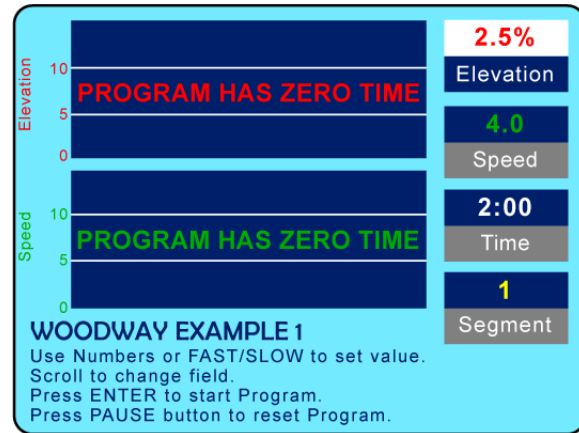 Elevation
10
5
0
PROGRAM HAS ZERO TIME
Speed
10
5
0
PROGRAM HAS ZERO TIME
2.5%
Elevation
4.0
Speed
2:00
Time
1
Segment
WOODWAY EXAMPLE 1
Use Numbers or FAST/SLOW to set value.
Scroll to change field.
Press ENTER to start Program.
Press PAUSE button to reset Program.